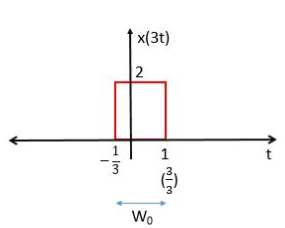 x(3t)
2
-1/3 1 t
(3/3)
W₀